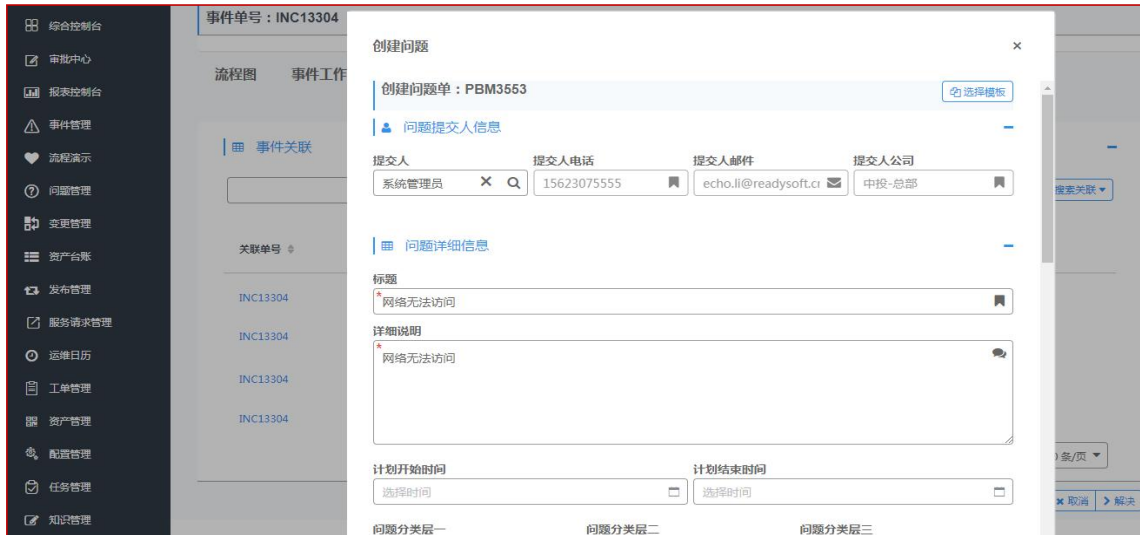 综合控制台
审批中心
报表控制台
事件管理
流程演示
问题管理
变更管理
资产台账
发布管理
服务请求管理
运维日历
工单管理
资产管理
配置管理
任务管理
知识管理
事件单号：INC13304
流程图 事件工作
事件关联
搜索关联
关联单号
INC13304
INC13304
INC13304
INC13304
条/页
取消 解决
创建问题 ×
创建问题单：PBM3553 选择模板
问题提交人信息
提交人 提交人电话 提交人邮件 提交人公司
系统管理员 15623075555 echo.li@readysoft.cr 中投-总部
问题详细信息
标题
*网络无法访问
详细说明
*
网络无法访问
计划开始时间 计划结束时间
选择时间 选择时间
问题分类层一 问题分类层二 问题分类层三